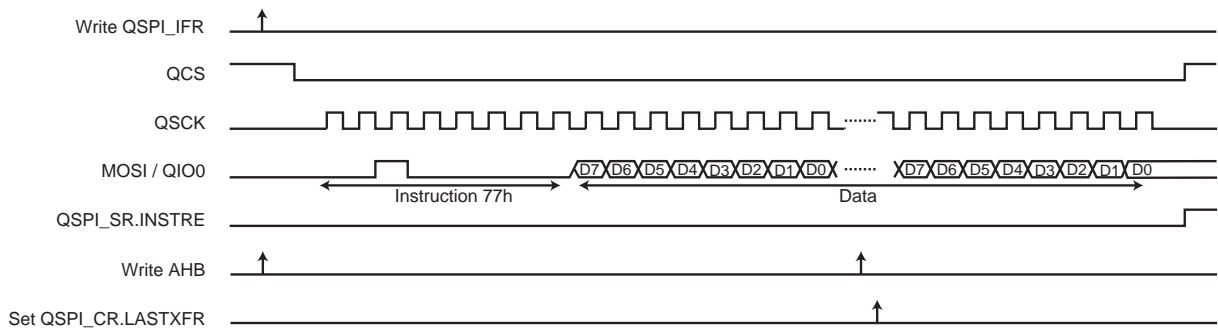 Write QSPI_IFR
QCS
QSCK
MOSI / QIO0
D7 D6 D5 D4 D3 D2 D1 D0 D7 D6 D5 D4 D3 D2 D1 D0
Instruction 77h Data
QSPI_SR.INSTRE
Write AHB
Set QSPI_CR.LASTXFR